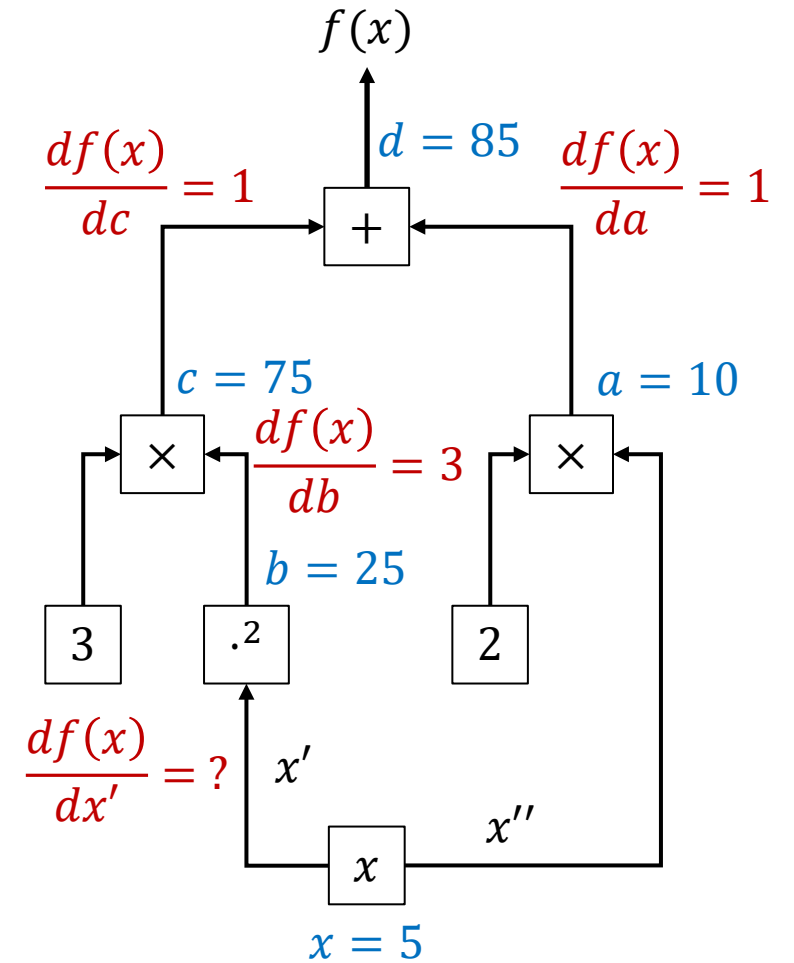 f(x)
d = 85
df(x)/dc = 1
df(x)/da = 1
+
c = 75
a = 10
×
df(x)/db = 3
×
b = 25
3
·²
2
df(x)/dx′ = ?
x′
x″
x
x = 5